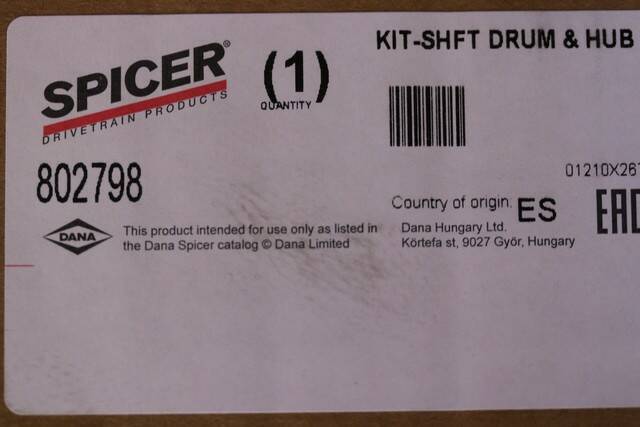 SPICER®
DRIVETRAIN PRODUCTS
(1)
QUANTITY
KIT-SHFT DRUM & HUB
802798
01210X267
Country of origin: ES
EAC
DANA
This product intended for use only as listed in
the Dana Spicer catalog © Dana Limited
Dana Hungary Ltd.
Körtefa st, 9027 Győr, Hungary